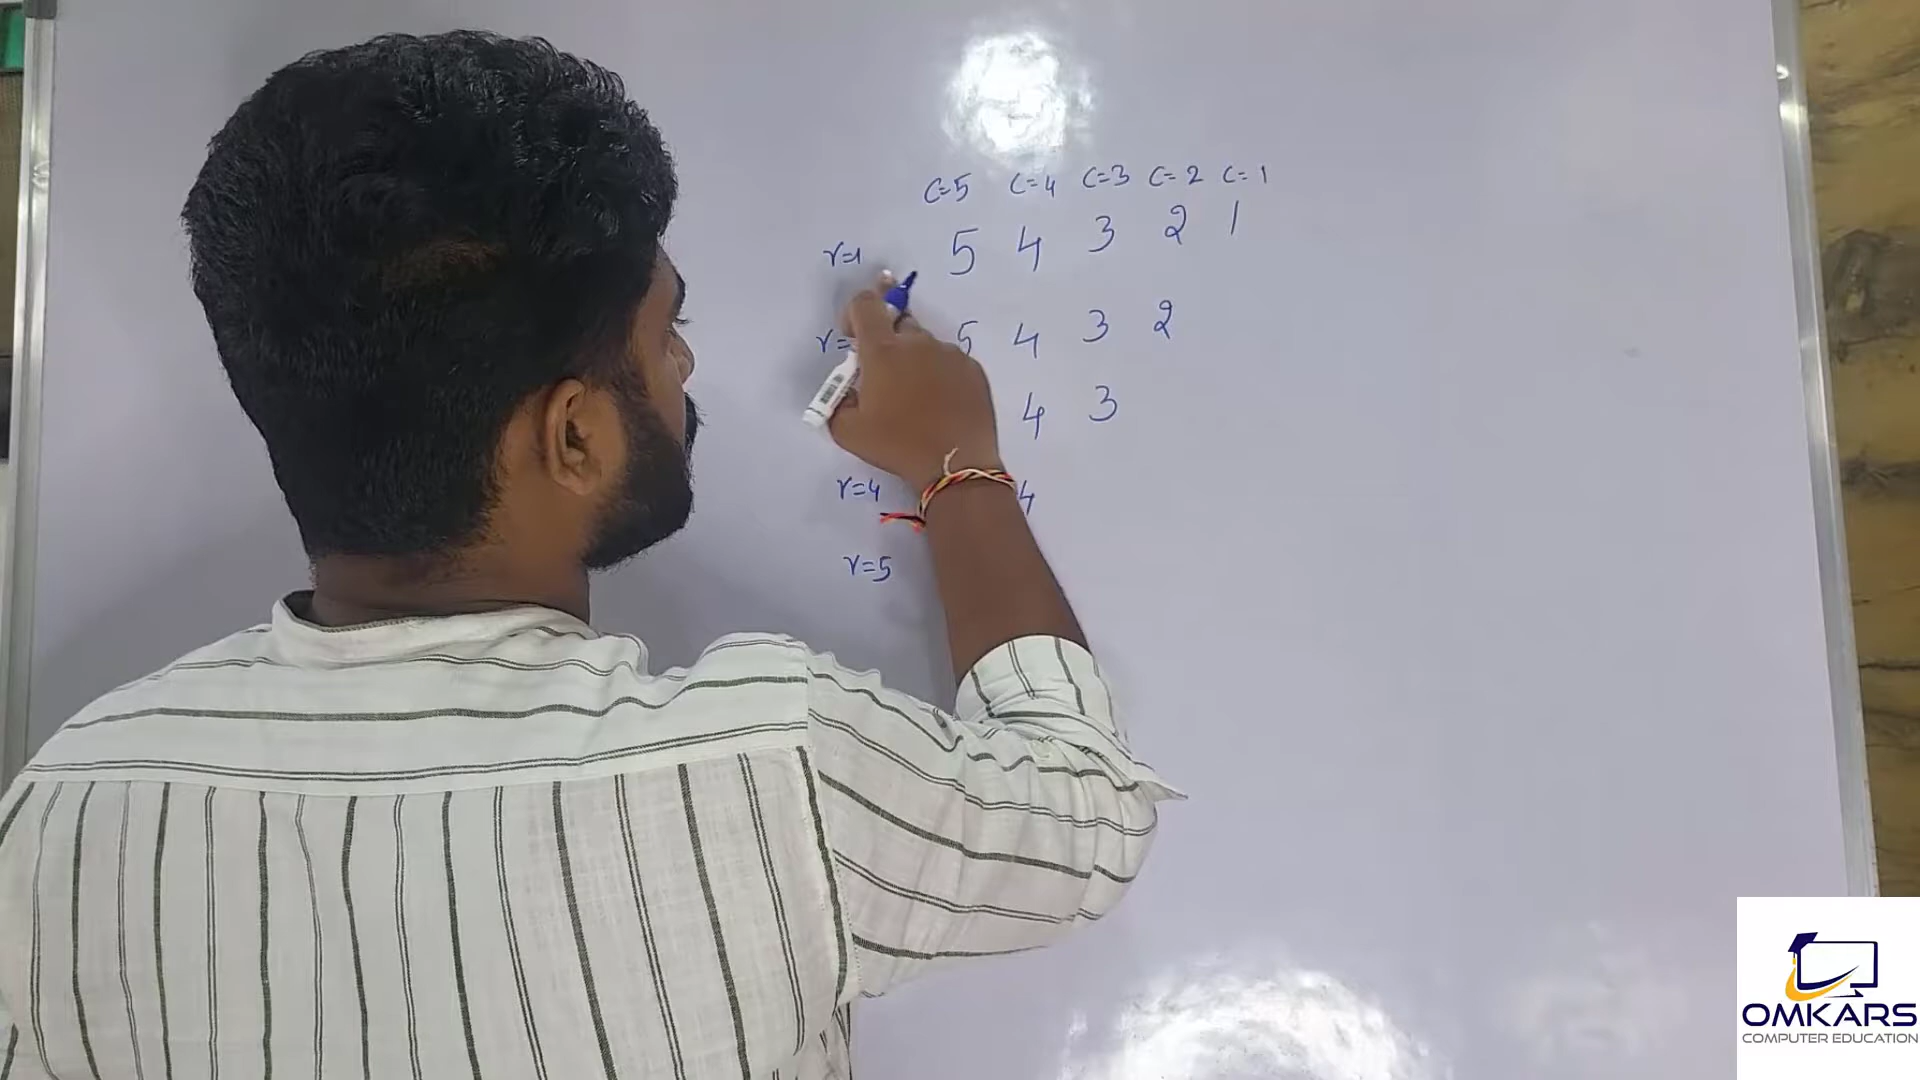 C=5 C=4 C=3 C=2 C=1
r=1 5 4 3 2 1
r= 5 4 3 2
4 3
r=4 4
r=5
OMKARS
COMPUTER EDUCATION